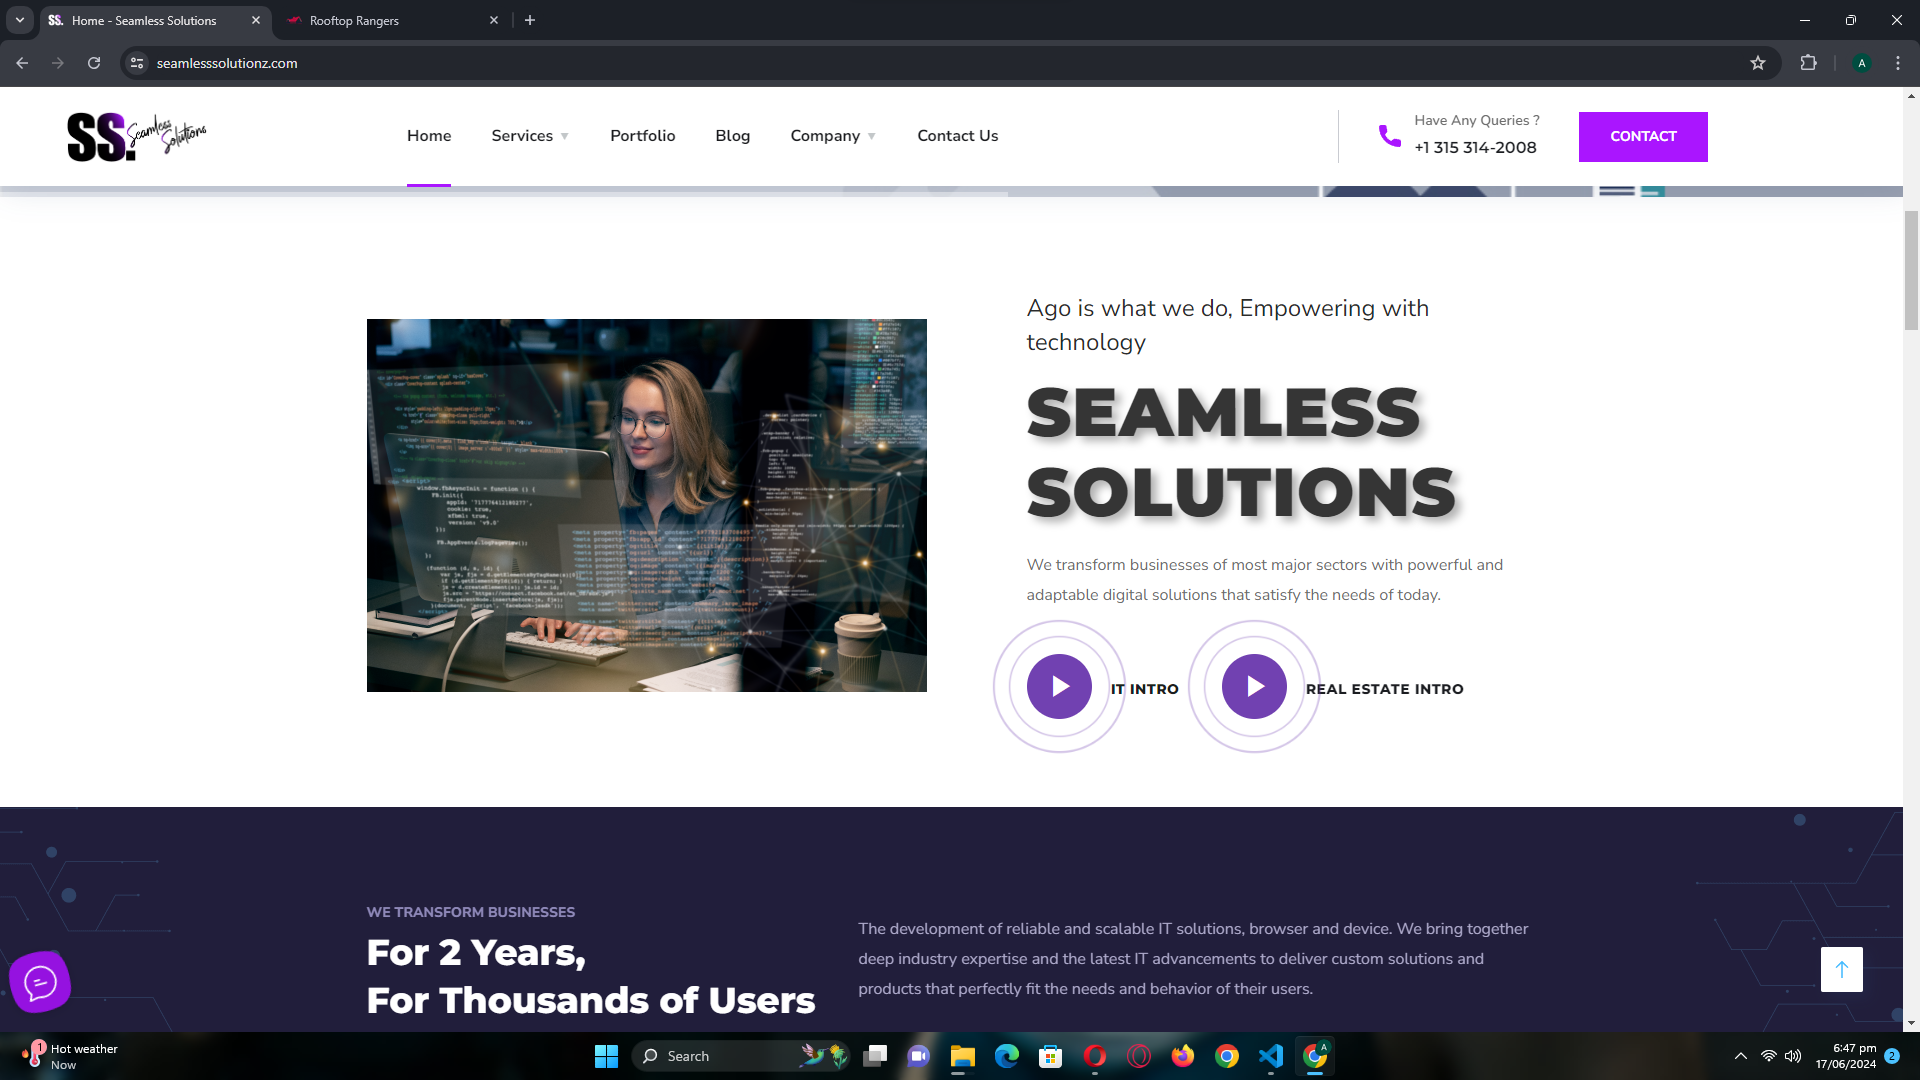 SS. Home - Seamless Solutions
Rooftop Rangers
seamlesssolutionz.com
A
SS. Seamless Solutions
Home
Services
Portfolio
Blog
Company
Contact Us
Have Any Queries ?
+1 315 314-2008
CONTACT
Ago is what we do, Empowering with
technology
SEAMLESS
SOLUTIONS
We transform businesses of most major sectors with powerful and
adaptable digital solutions that satisfy the needs of today.
IT INTRO
REAL ESTATE INTRO
WE TRANSFORM BUSINESSES
For 2 Years,
For Thousands of Users
The development of reliable and scalable IT solutions, browser and device. We bring together
deep industry expertise and the latest IT advancements to deliver custom solutions and
products that perfectly fit the needs and behavior of their users.
1
Hot weather
Now
Search
A
6:47 pm
17/06/2024
2